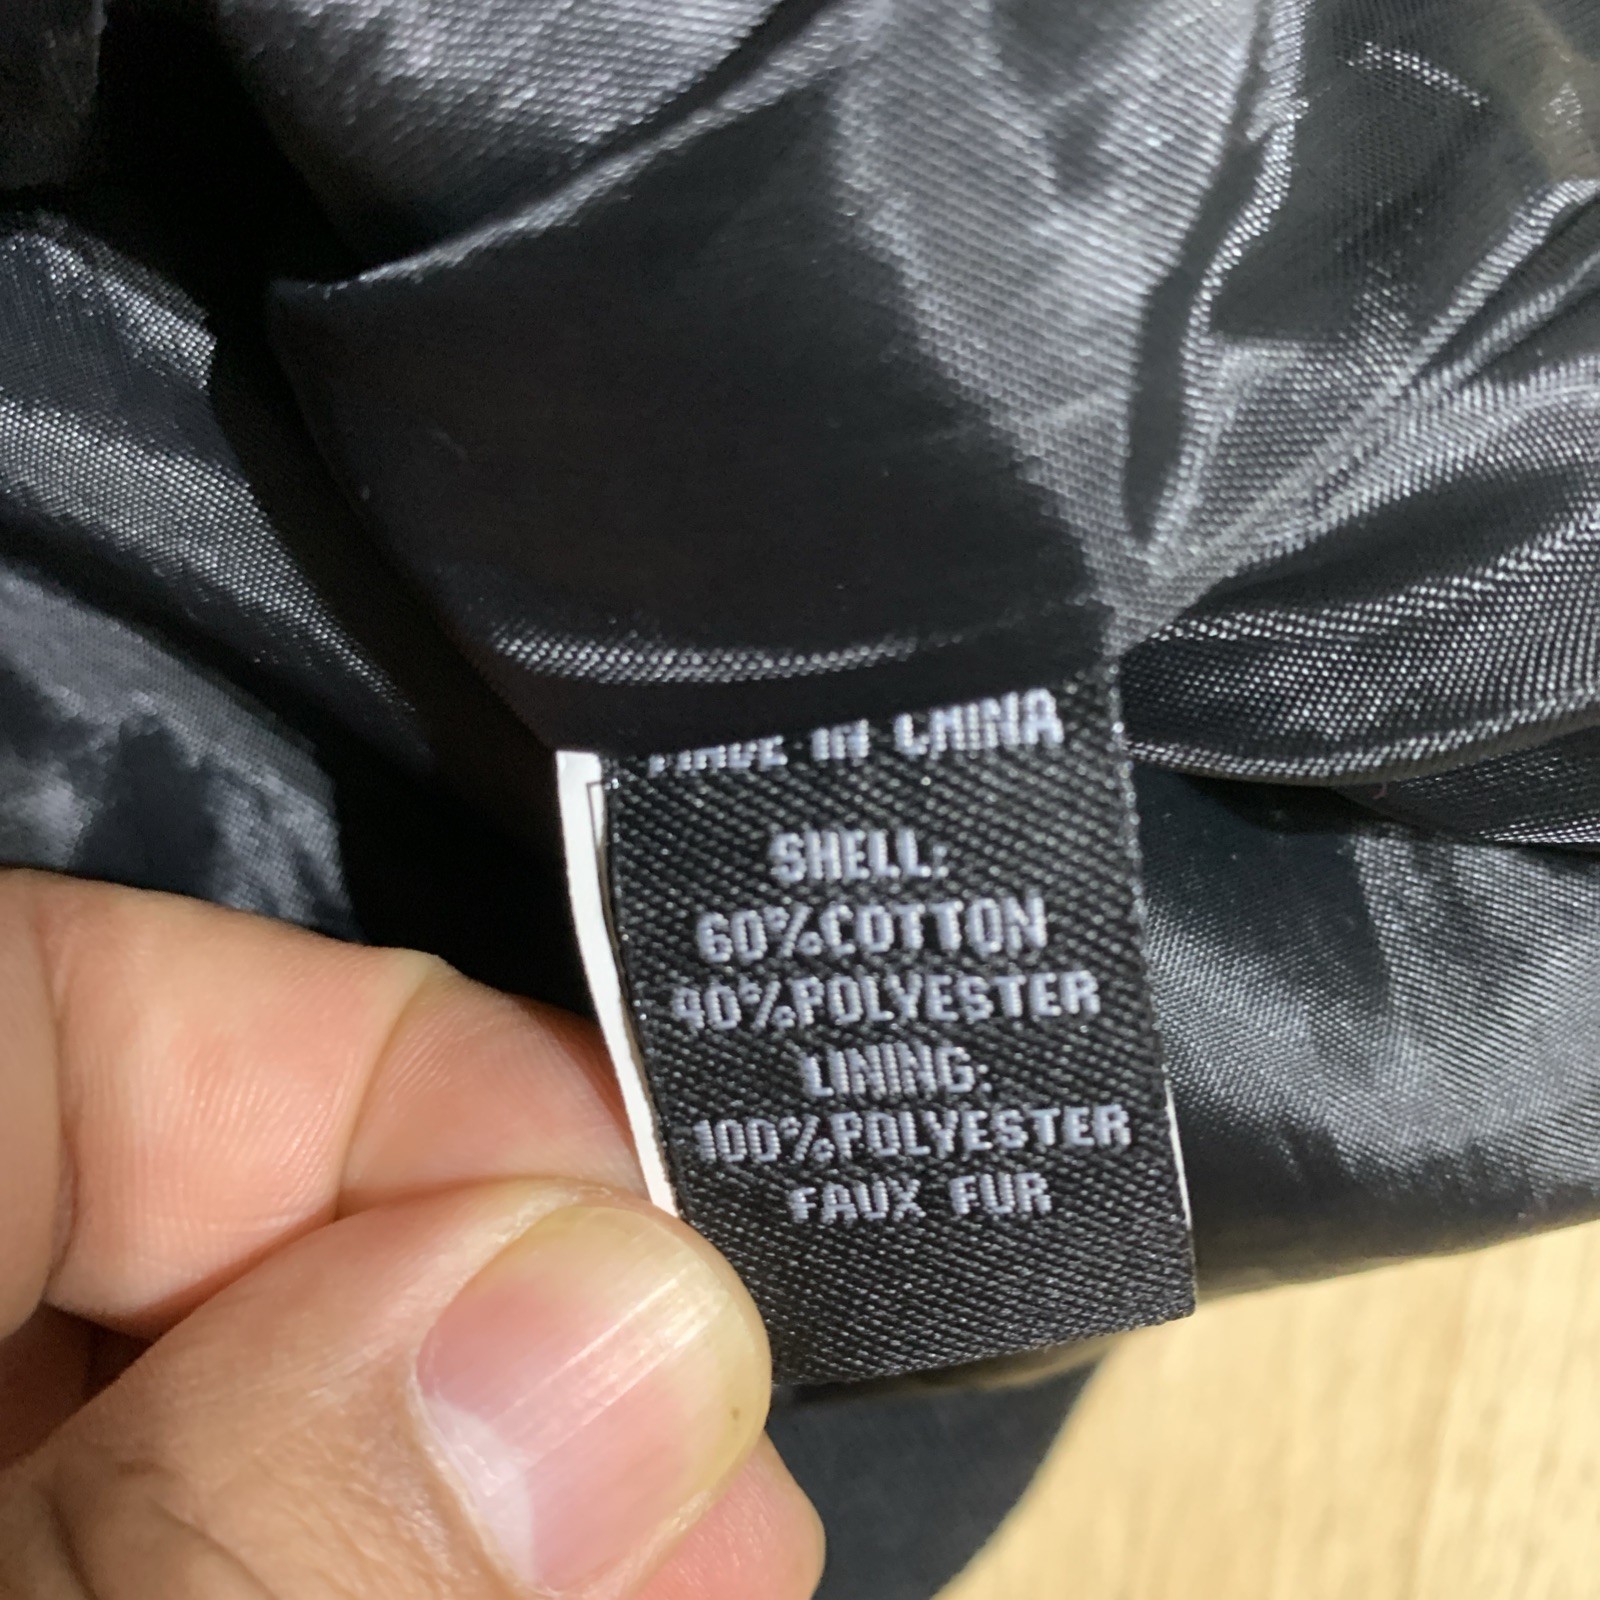 MADE IN CHINA
SHELL:
60%COTTON
40%POLYESTER
LINING:
100%POLYESTER
FAUX FUR